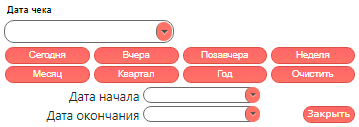 Дата чека
Сегодня Вчера Позавчера Неделя
Месяц Квартал Год Очистить
Дата начала
Дата окончания Закрыть